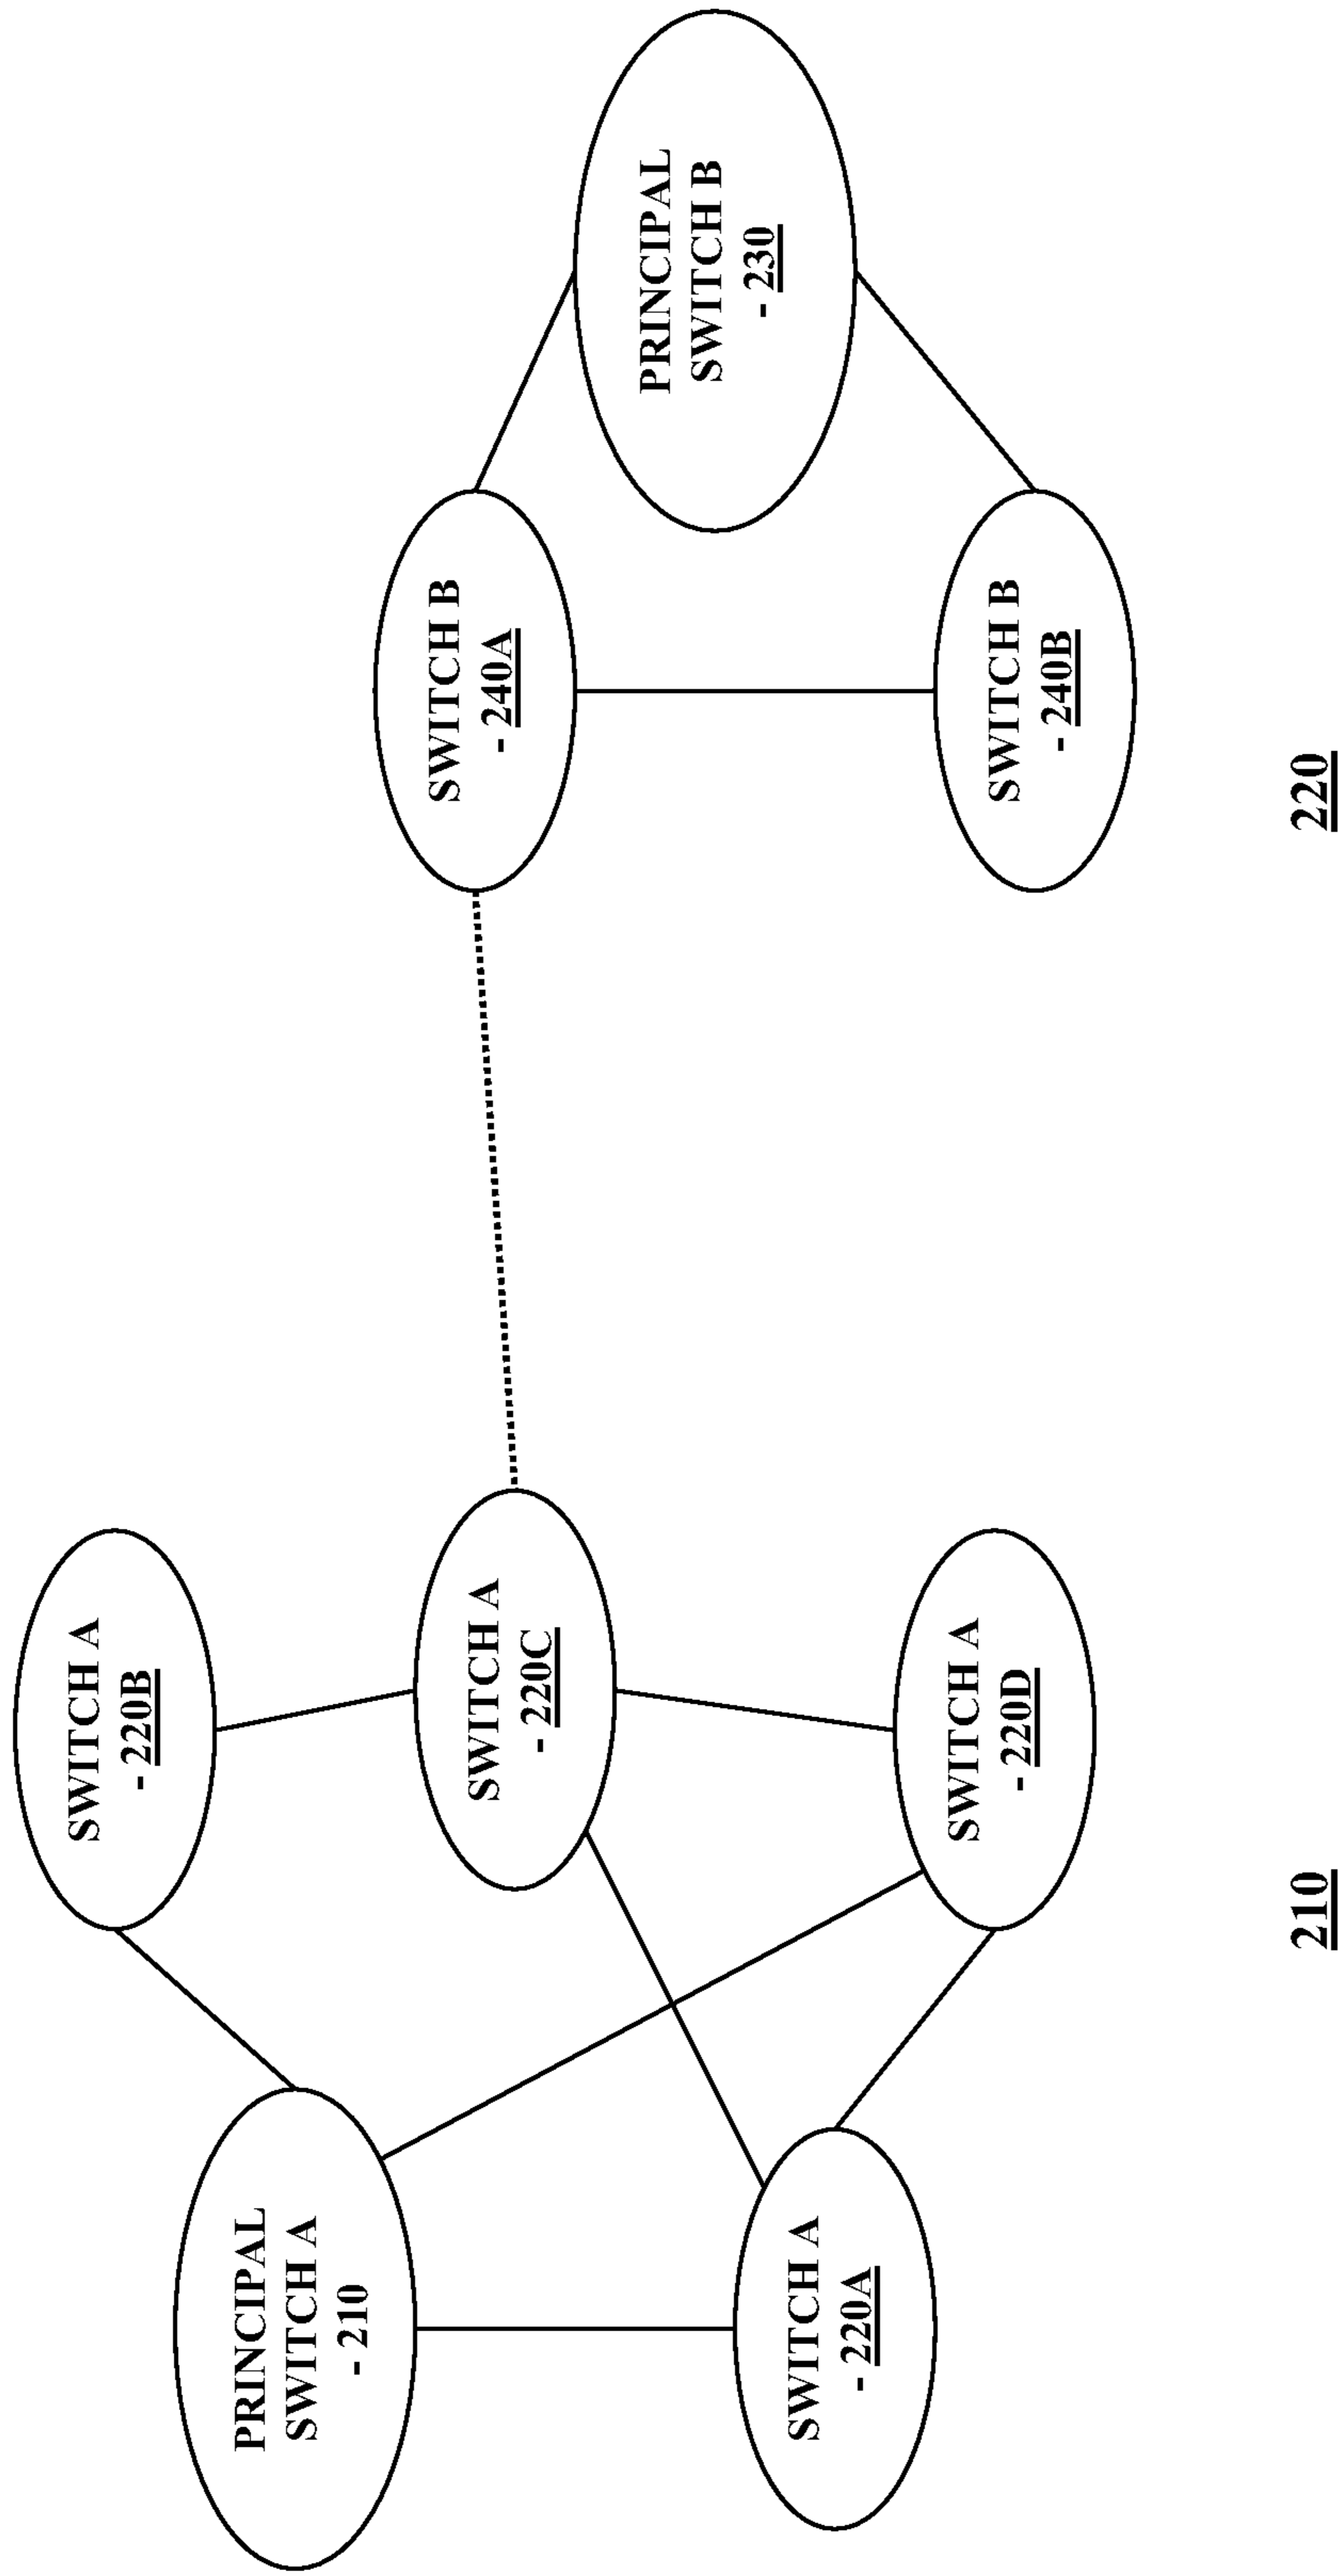 PRINCIPAL
SWITCH A
- 210
SWITCH A
- 220B
SWITCH A
- 220C
SWITCH A
- 220A
SWITCH A
- 220D
210
SWITCH B
- 240A
PRINCIPAL
SWITCH B
- 230
SWITCH B
- 240B
220